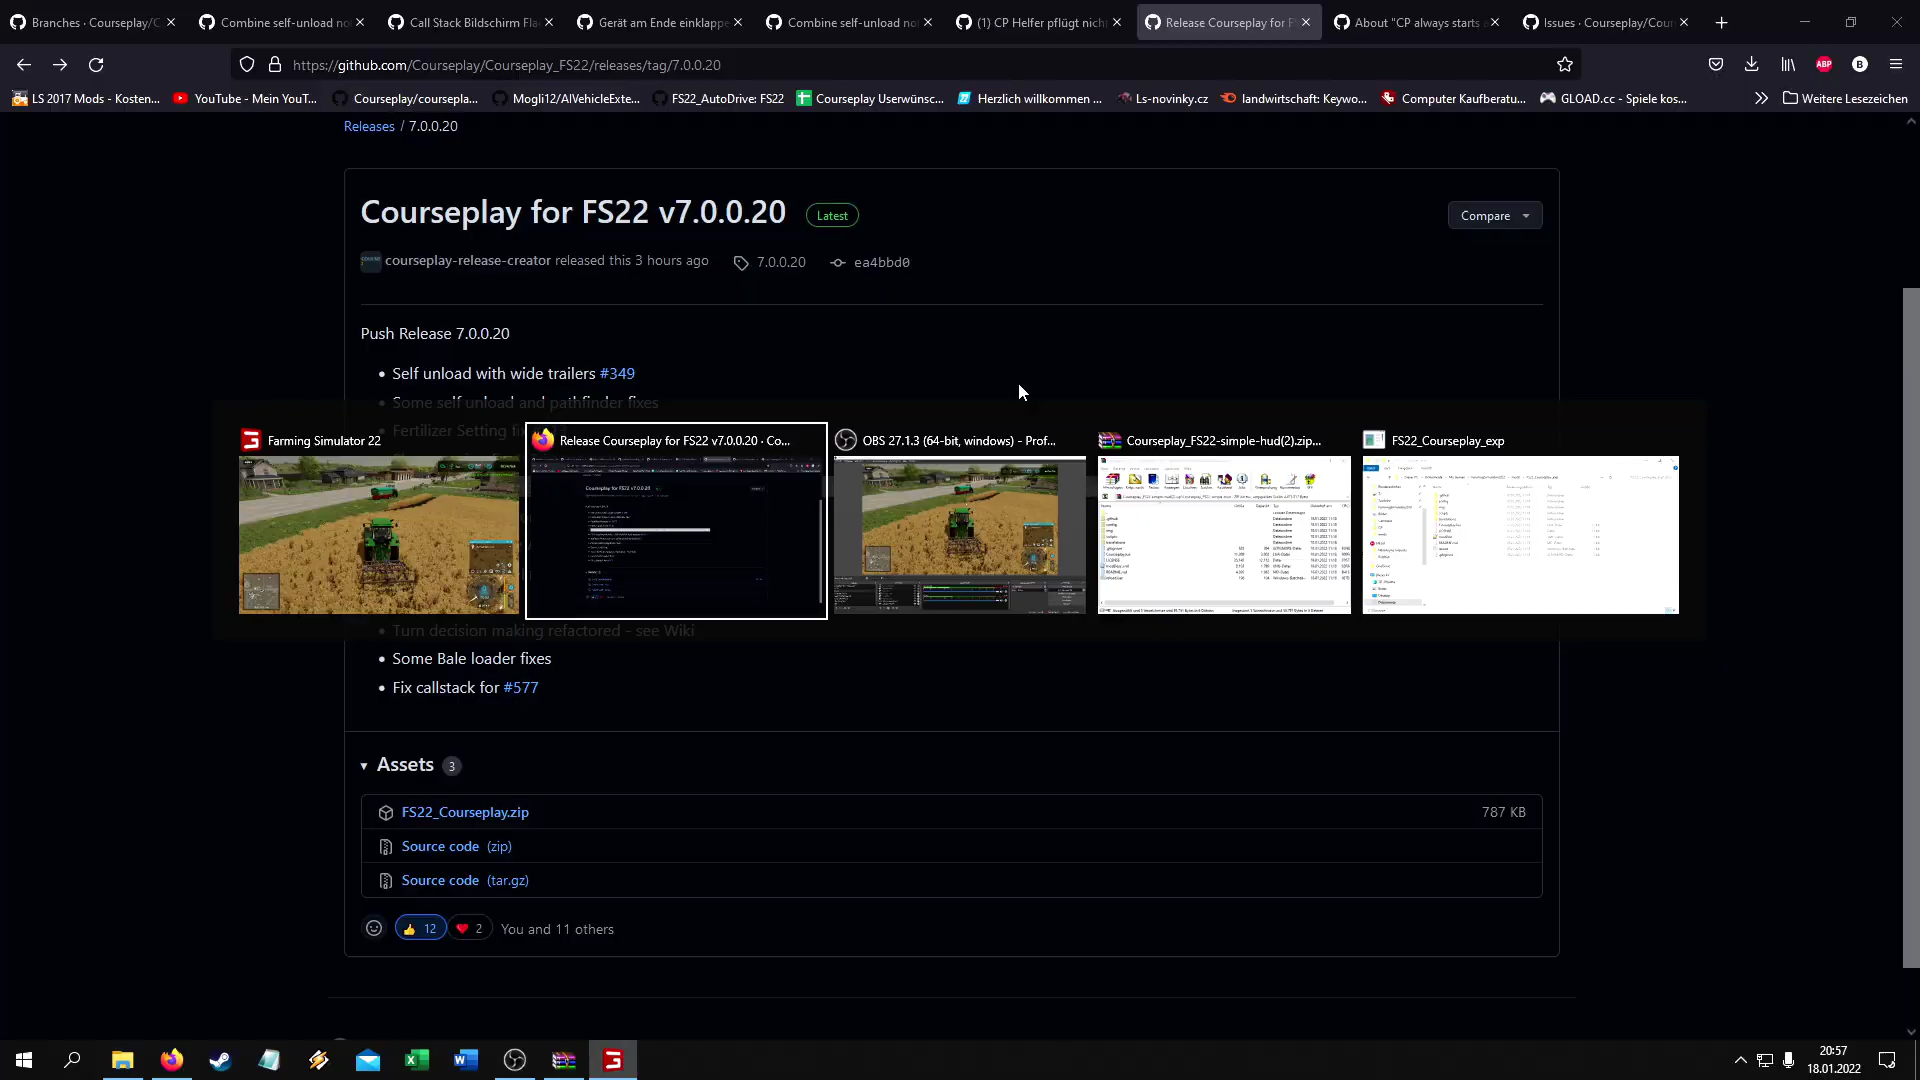 Branches · Courseplay/C
Combine self-unload no
Call Stack Bildschirm Fla
Gerät am Ende einklappe
Combine self-unload no
(1) CP Helfer pflügt nich
Release Courseplay for F
About "CP always starts
Issues · Courseplay/Cour
https://github.com/Courseplay/Courseplay_FS22/releases/tag/7.0.0.20
ABP
B
LS 2017 Mods - Kosten...
YouTube - Mein YouT...
Courseplay/coursepla...
Mogli12/AIVehicleExte...
FS22_AutoDrive: FS22
Courseplay Userwünsc...
Herzlich willkommen ...
Ls-novinky.cz
landwirtschaft: Keywo...
Computer Kaufberatu...
GLOAD.cc - Spiele kos...
Weitere Lesezeichen
Releases / 7.0.0.20
Courseplay for FS22 v7.0.0.20
Latest
Compare
courseplay-release-creator released this 3 hours ago
7.0.0.20
ea4bbd0
Push Release 7.0.0.20
Self unload with wide trailers #349
Some self unload and pathfinder fixes
Fertilizer Setting
Farming Simulator 22
Release Courseplay for FS22 v7.0.0.20 · Co...
OBS 27.1.3 (64-bit, windows) - Prof...
Courseplay_FS22-simple-hud(2).zip...
FS22_Courseplay_exp
Turn decision making refactored - see Wiki
Some Bale loader fixes
Fix callstack for #577
Assets 3
FS22_Courseplay.zip
787 KB
Source code (zip)
Source code (tar.gz)
12
2
You and 11 others
20:57
18.01.2022